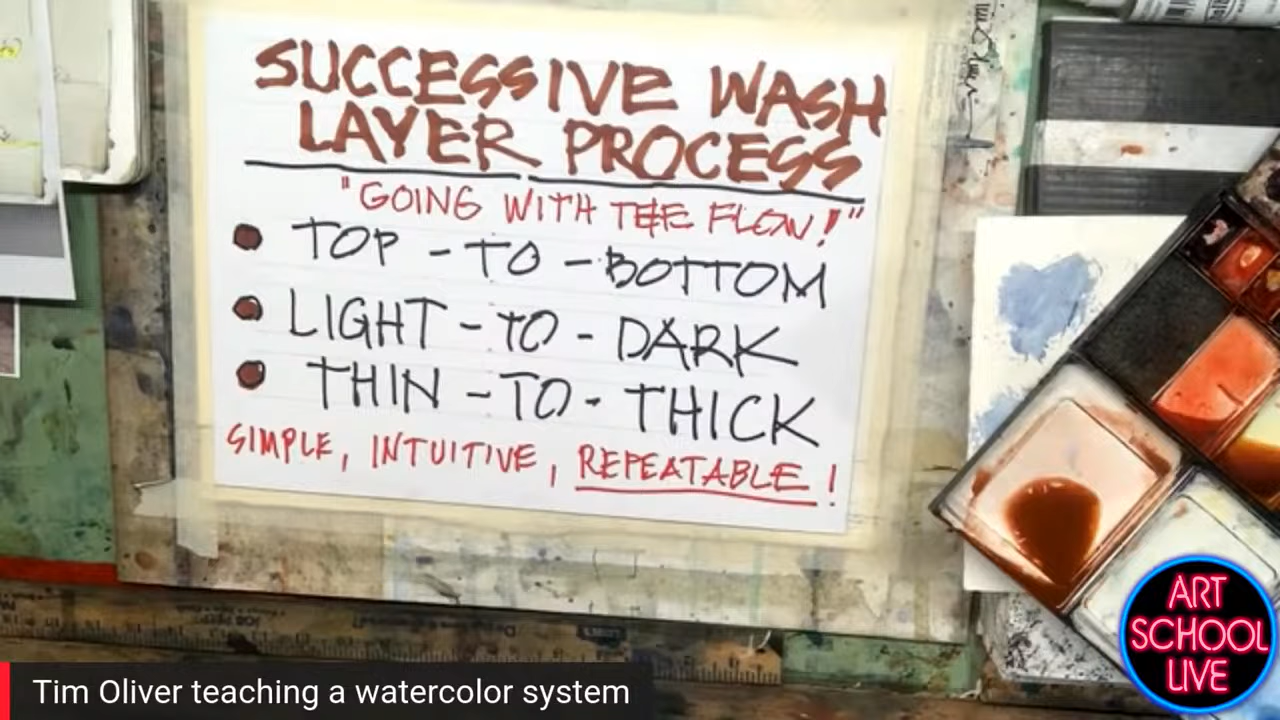 SUCCESSIVE WASH
LAYER PROCESS
"GOING WITH THE FLOW!"
TOP - TO - BOTTOM
LIGHT - TO - DARK
THIN - TO - THICK
SIMPLE, INTUITIVE, REPEATABLE!
ART
SCHOOL
LIVE
Tim Oliver teaching a watercolor system